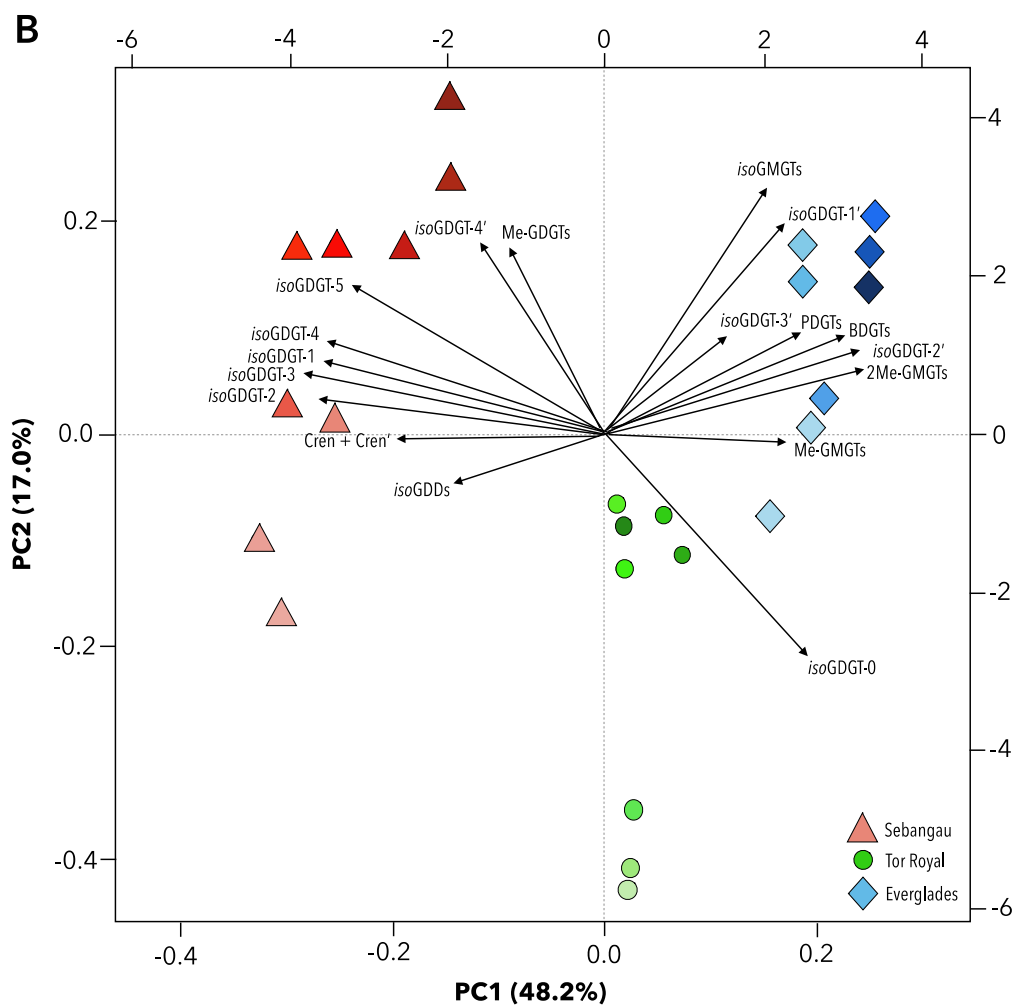 B
-6 -4 -2 0 2 4
isoGMGTs
isoGDGT-1′
isoGDGT-4′ Me-GDGTs
isoGDGT-5
isoGDGT-3′ PDGTs BDGTs
isoGDGT-4
isoGDGT-1
isoGDGT-2′
isoGDGT-3
2Me-GMGTs
isoGDGT-2
Cren + Cren′
Me-GMGTs
isoGDDs
isoGDGT-0
Sebangau
Tor Royal
Everglades
0.2
0.0
-0.2
-0.4
4
2
0
-2
-4
-6
PC2 (17.0%)
-0.4 -0.2 0.0 0.2
PC1 (48.2%)